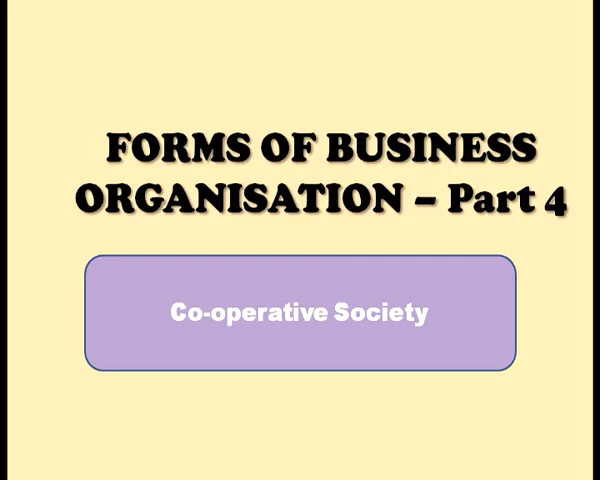 FORMS OF BUSINESS
ORGANISATION – Part 4
Co-operative Society